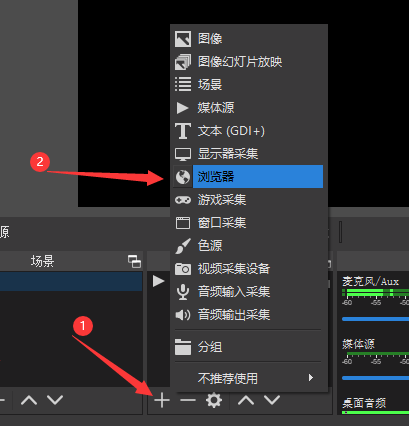 图像
图像幻灯片放映
场景
媒体源
文本 (GDI+)
显示器采集
2
浏览器
游戏采集
窗口采集
源
色源
场景
视频采集设备
麦克风/Aux
音频输入采集
-60 -55 -50
音频输出采集
1
媒体源
分组
-60 -55 -50
不推荐使用
桌面音频